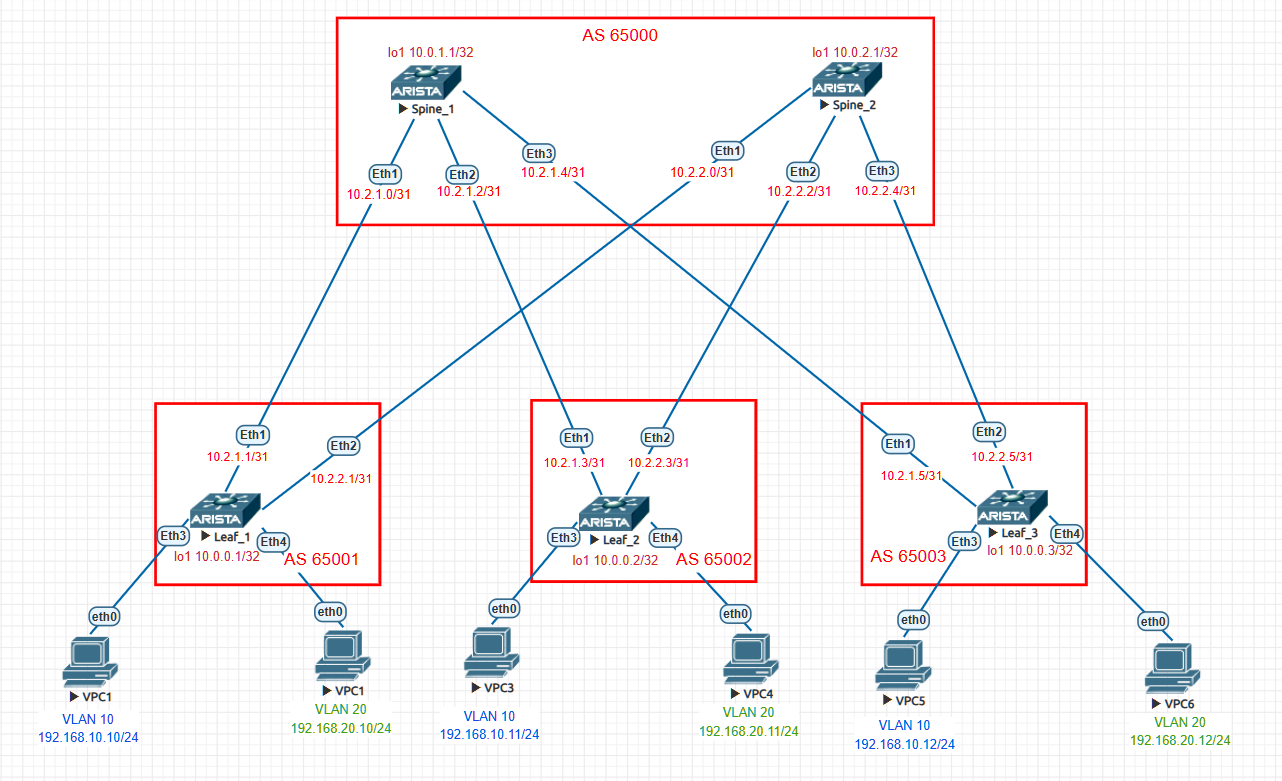 AS 65000
lo1 10.0.1.1/32
lo1 10.0.2.1/32
ARISTA
ARISTA
Spine_1
Spine_2
Eth1
Eth2
Eth3
Eth1
Eth2
Eth3
10.2.1.0/31
10.2.1.2/31
10.2.1.4/31
10.2.2.0/31
10.2.2.2/31
10.2.2.4/31
Eth1
Eth2
10.2.1.1/31
10.2.2.1/31
ARISTA
Leaf_1
Eth3
Eth4
lo1 10.0.0.1/32
AS 65001
Eth1
Eth2
10.2.1.3/31
10.2.2.3/31
ARISTA
Leaf_2
Eth3
Eth4
lo1 10.0.0.2/32
AS 65002
Eth1
Eth2
10.2.1.5/31
10.2.2.5/31
ARISTA
Leaf_3
Eth3
Eth4
lo1 10.0.0.3/32
AS 65003
eth0
VPC1
VLAN 10
192.168.10.10/24
eth0
VPC1
VLAN 20
192.168.20.10/24
eth0
VPC3
VLAN 10
192.168.10.11/24
eth0
VPC4
VLAN 20
192.168.20.11/24
eth0
VPC5
VLAN 10
192.168.10.12/24
eth0
VPC6
VLAN 20
192.168.20.12/24